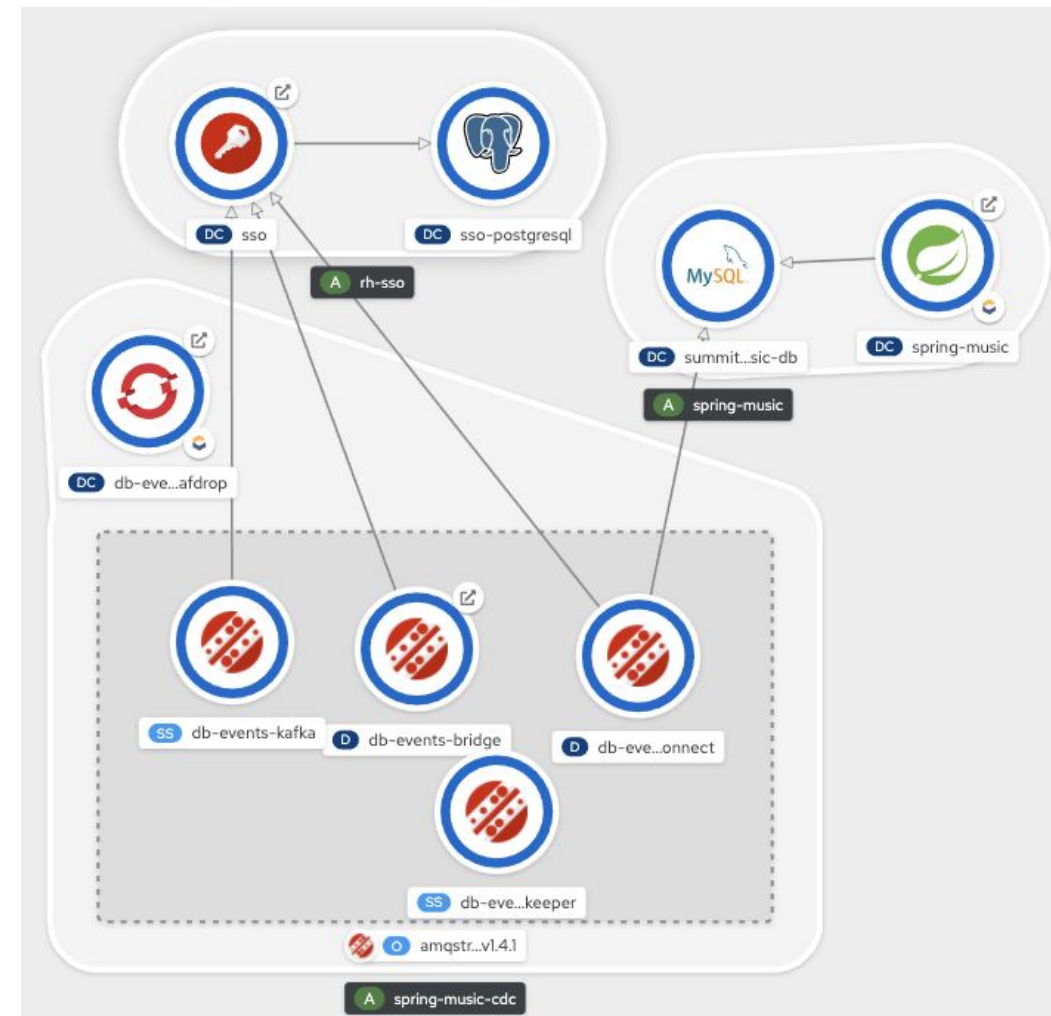 DC sso
DC sso-postgresql
A rh-sso
MySQL
DC summit...sic-db
DC spring-music
A spring-music
DC db-eve...afdrop
SS db-events-kafka
D db-events-bridge
D db-eve...onnect
SS db-eve...keeper
O amqstr...v1.4.1
A spring-music-cdc